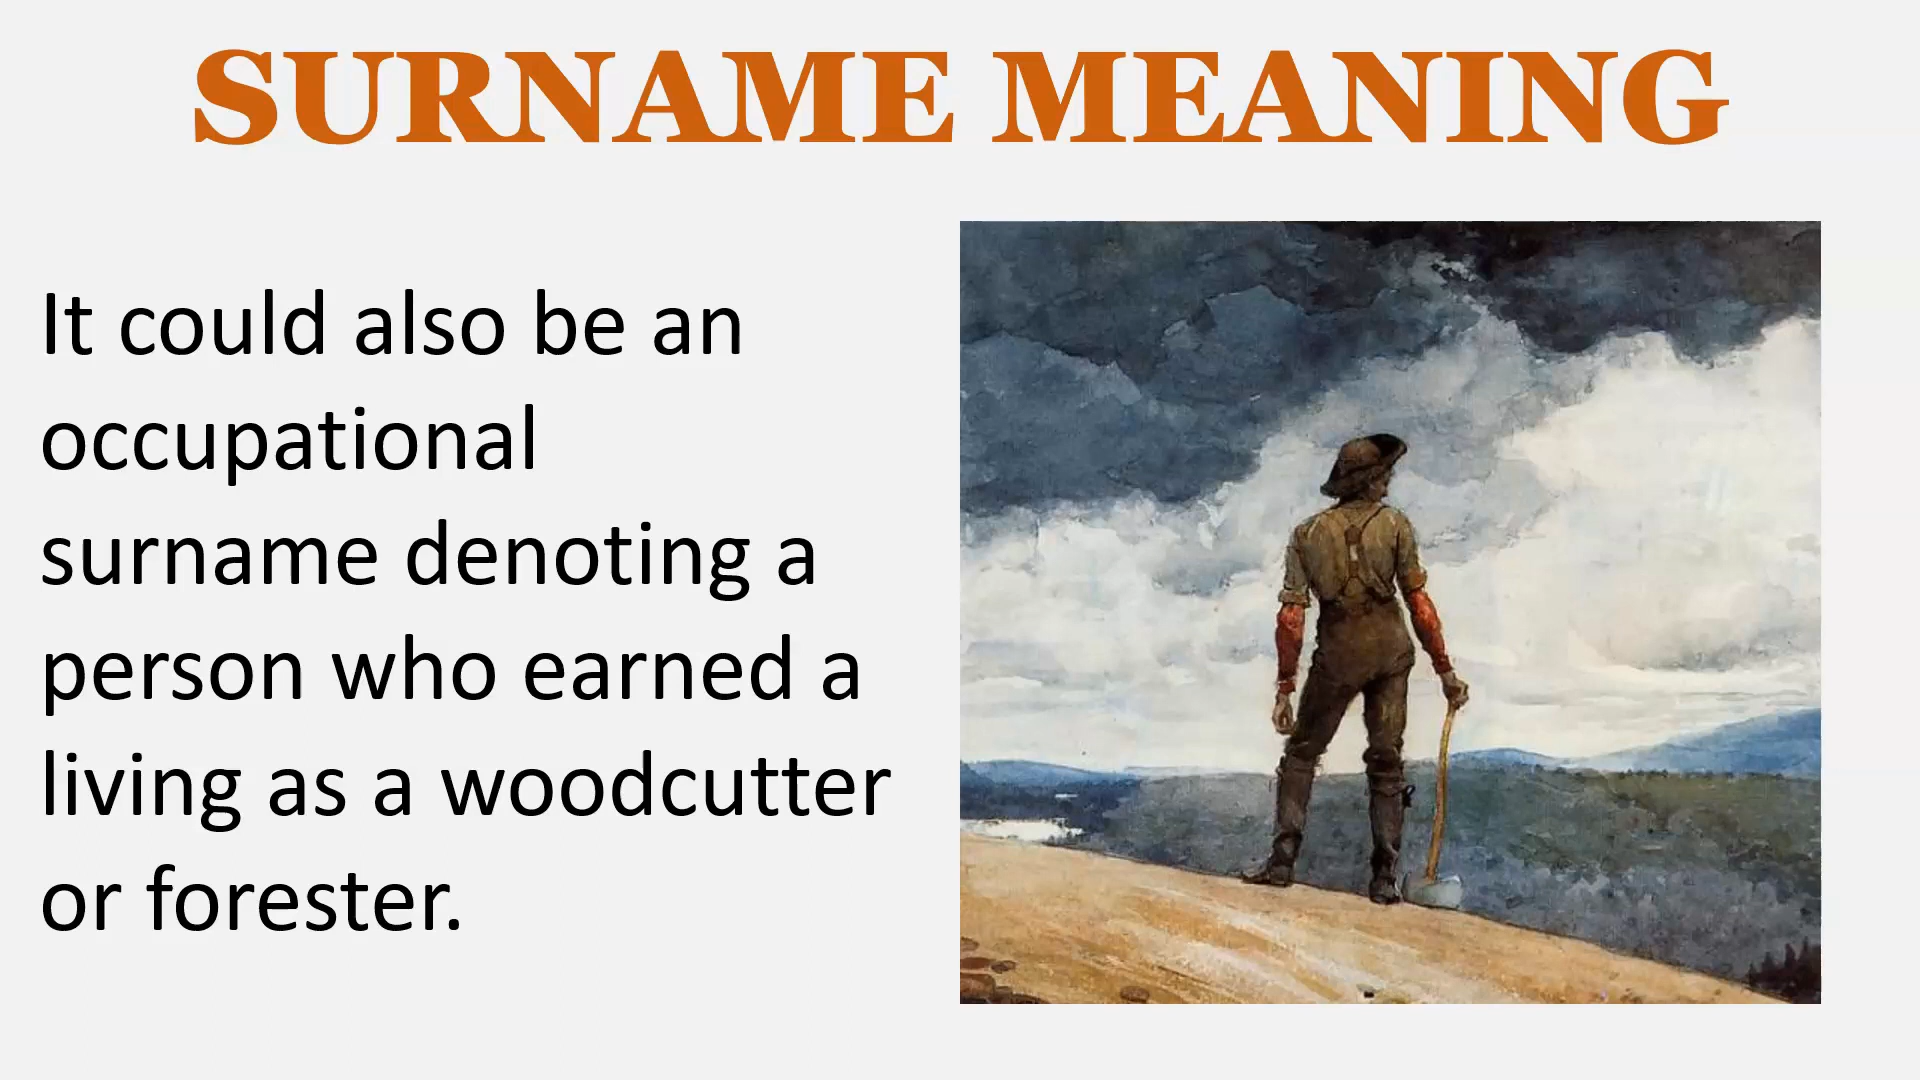 SURNAME MEANING
It could also be an
occupational
surname denoting a
person who earned a
living as a woodcutter
or forester.